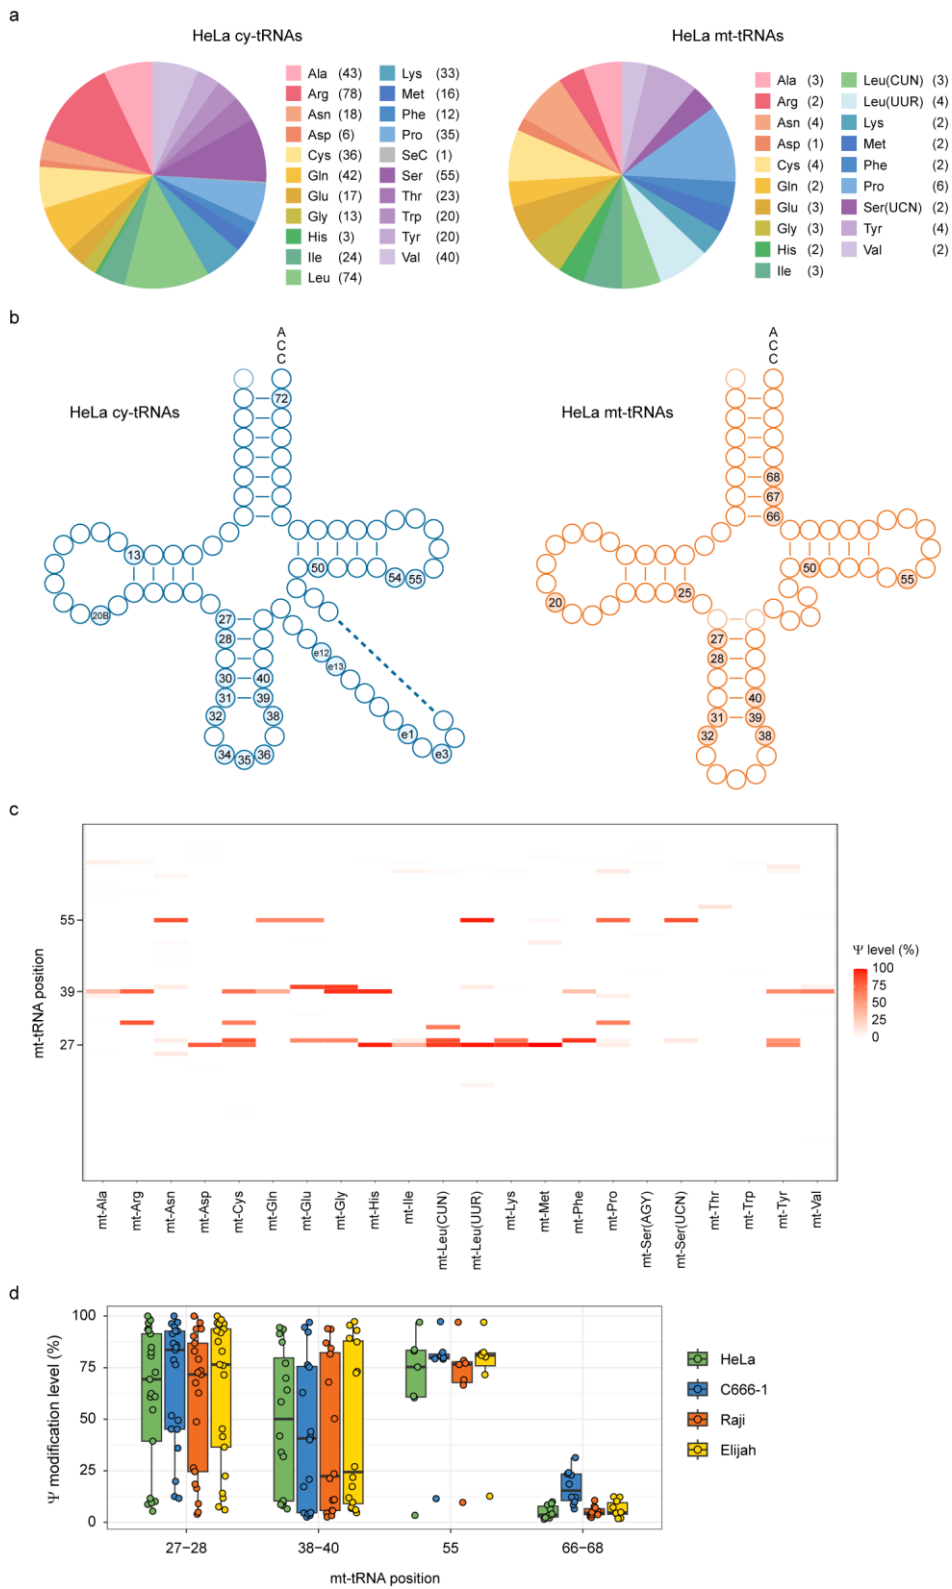 a
HeLa cy-tRNAs
Ala (43)
Arg (78)
Asn (18)
Asp (6)
Cys (36)
Gln (42)
Glu (17)
Gly (13)
His (3)
Ile (24)
Leu (74)
Lys (33)
Met (16)
Phe (12)
Pro (35)
SeC (1)
Ser (55)
Thr (23)
Trp (20)
Tyr (20)
Val (40)
HeLa mt-tRNAs
Ala (3)
Arg (2)
Asn (4)
Asp (1)
Cys (4)
Gln (2)
Glu (3)
Gly (3)
His (2)
Ile (3)
Leu(CUN) (3)
Leu(UUR) (4)
Lys (2)
Met (2)
Phe (2)
Pro (6)
Ser(UCN) (2)
Tyr (4)
Val (2)
b
HeLa cy-tRNAs
A
C
C
72
13
50
54
55
20B
27
28
30
40
31
39
32
38
34
35
36
e12
e13
e1
e3
HeLa mt-tRNAs
A
C
C
68
67
66
50
55
20
25
27
28
40
31
39
32
38
c
mt-tRNA position
55
39
27
Ψ level (%)
100
75
50
25
0
mt-Ala
mt-Arg
mt-Asn
mt-Asp
mt-Cys
mt-Gln
mt-Glu
mt-Gly
mt-His
mt-Ile
mt-Leu(CUN)
mt-Leu(UUR)
mt-Lys
mt-Met
mt-Phe
mt-Pro
mt-Ser(AGY)
mt-Ser(UCN)
mt-Thr
mt-Trp
mt-Tyr
mt-Val
d
Ψ modification level (%)
100
75
50
25
0
27–28
38–40
55
66–68
mt-tRNA position
HeLa
C666-1
Raji
Elijah